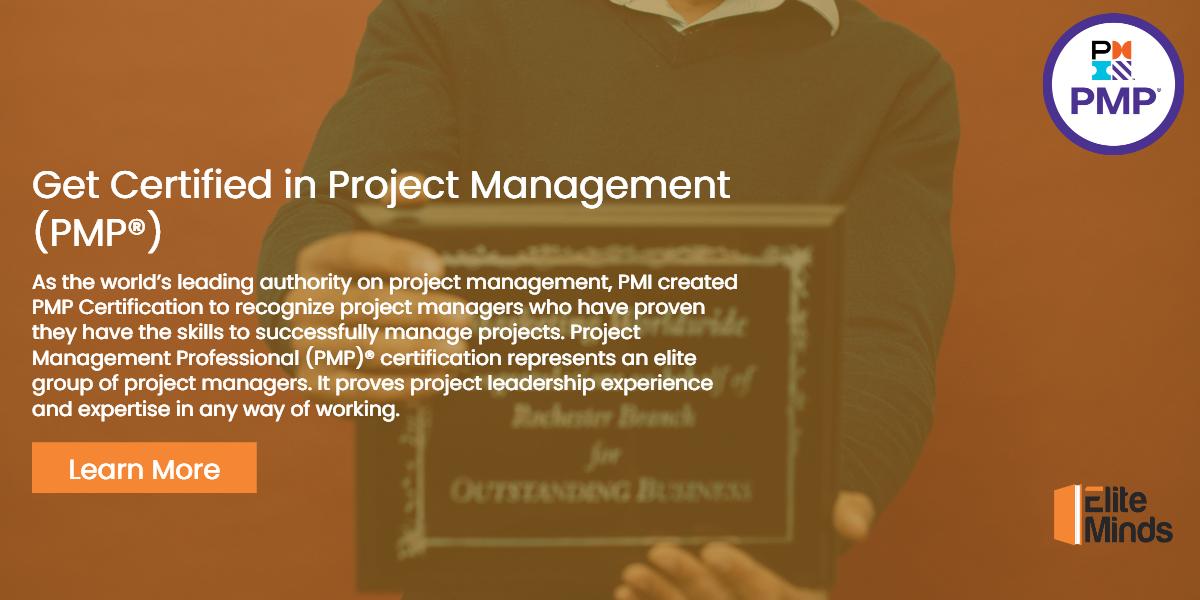 PMP®
Get Certified in Project Management
(PMP®)
As the world's leading authority on project management, PMI created
PMP Certification to recognize project managers who have proven
they have the skills to successfully manage projects. Project
Management Professional (PMP)® certification represents an elite
group of project managers. It proves project leadership experience
and expertise in any way of working.
Worldwide
of
Rochester Branch
for
OUTSTANDING BUSINESS
Learn More
Elite
Minds